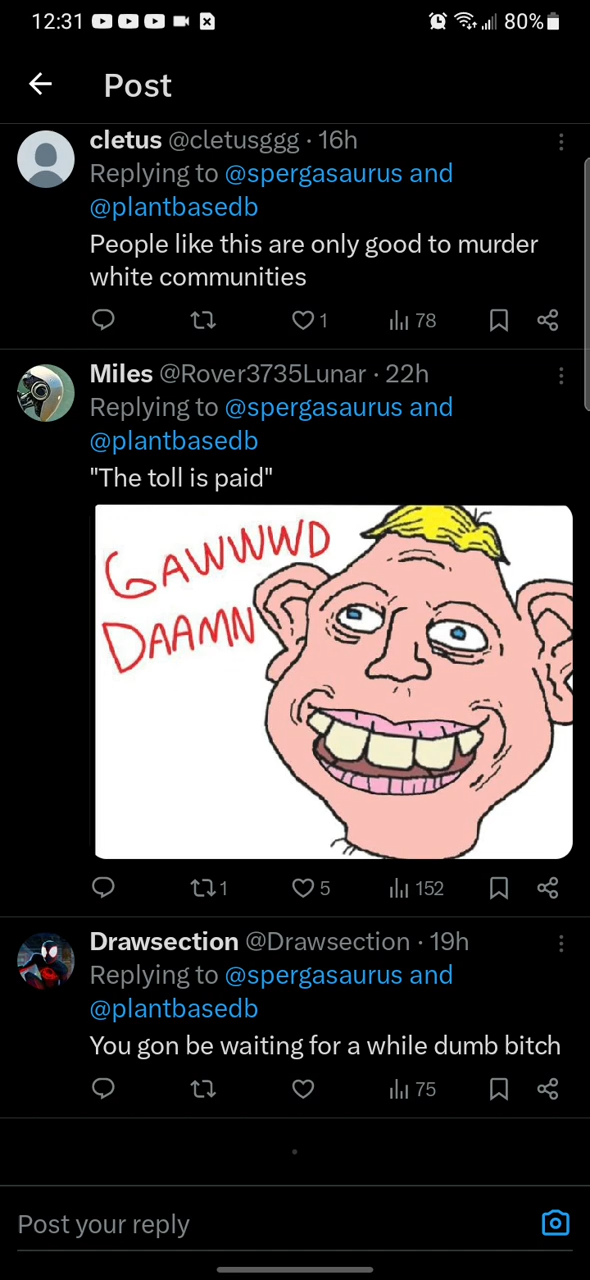 12:31 80%
Post
cletus @cletusggg · 16h
Replying to @spergasaurus and
@plantbasedb
People like this are only good to murder
white communities
1 78
Miles @Rover3735Lunar · 22h
Replying to @spergasaurus and
@plantbasedb
"The toll is paid"
GAWWWD
DAAMN
1 5 152
Drawsection @Drawsection · 19h
Replying to @spergasaurus and
@plantbasedb
You gon be waiting for a while dumb bitch
75
Post your reply